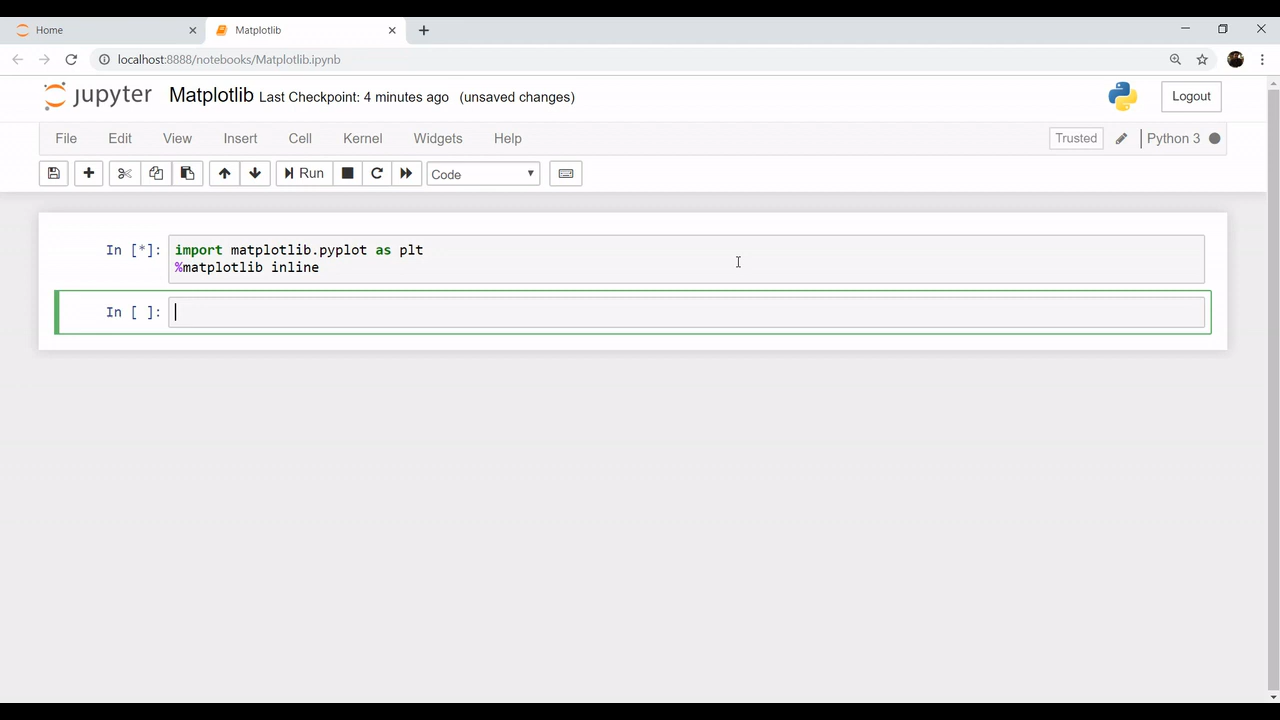 Home
Matplotlib
localhost:8888/notebooks/Matplotlib.ipynb
jupyter Matplotlib Last Checkpoint: 4 minutes ago (unsaved changes)
Logout
File Edit View Insert Cell Kernel Widgets Help
Trusted
Python 3
Run
Code
In [*]: import matplotlib.pyplot as plt
%matplotlib inline
In [ ]: